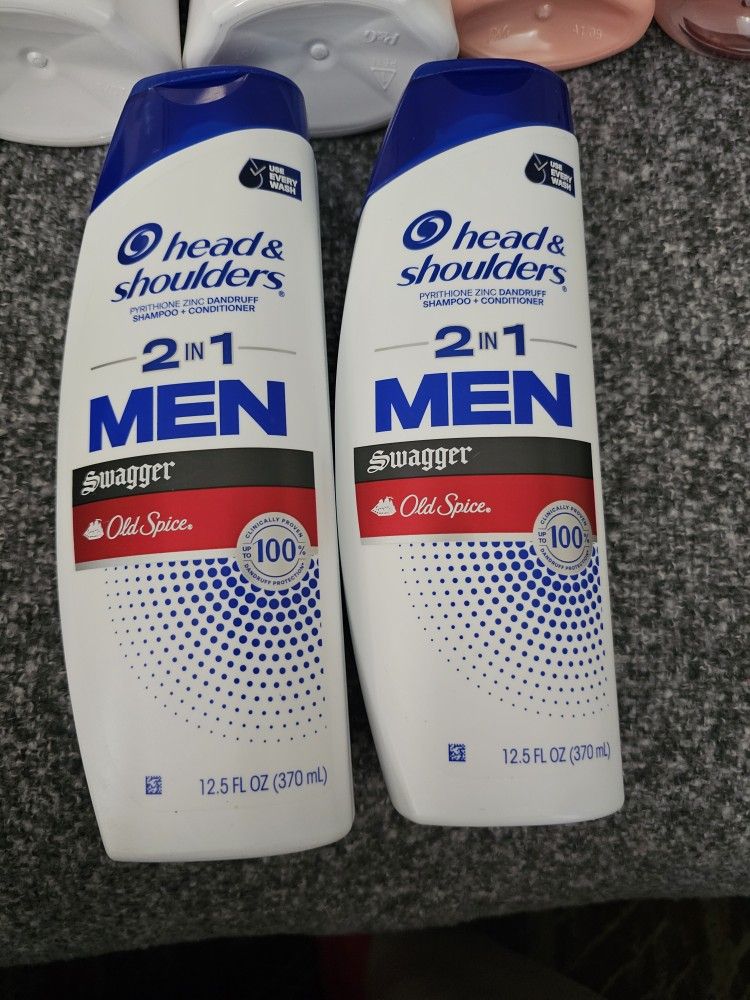 P&G
P&G
4T 09
USE
EVERY
WASH
head &
shoulders®
PYRITHIONE ZINC DANDRUFF
SHAMPOO + CONDITIONER
2 IN 1
MEN
Swagger
Old Spice®
CLINICALLY PROVEN
UP TO
100%
DANDRUFF PROTECTION*
12.5 FL OZ (370 mL)
USE
EVERY
WASH
head &
shoulders®
PYRITHIONE ZINC DANDRUFF
SHAMPOO + CONDITIONER
2 IN 1
MEN
Swagger
Old Spice®
CLINICALLY PROVEN
UP TO
100%
DANDRUFF PROTECTION*
12.5 FL OZ (370 mL)